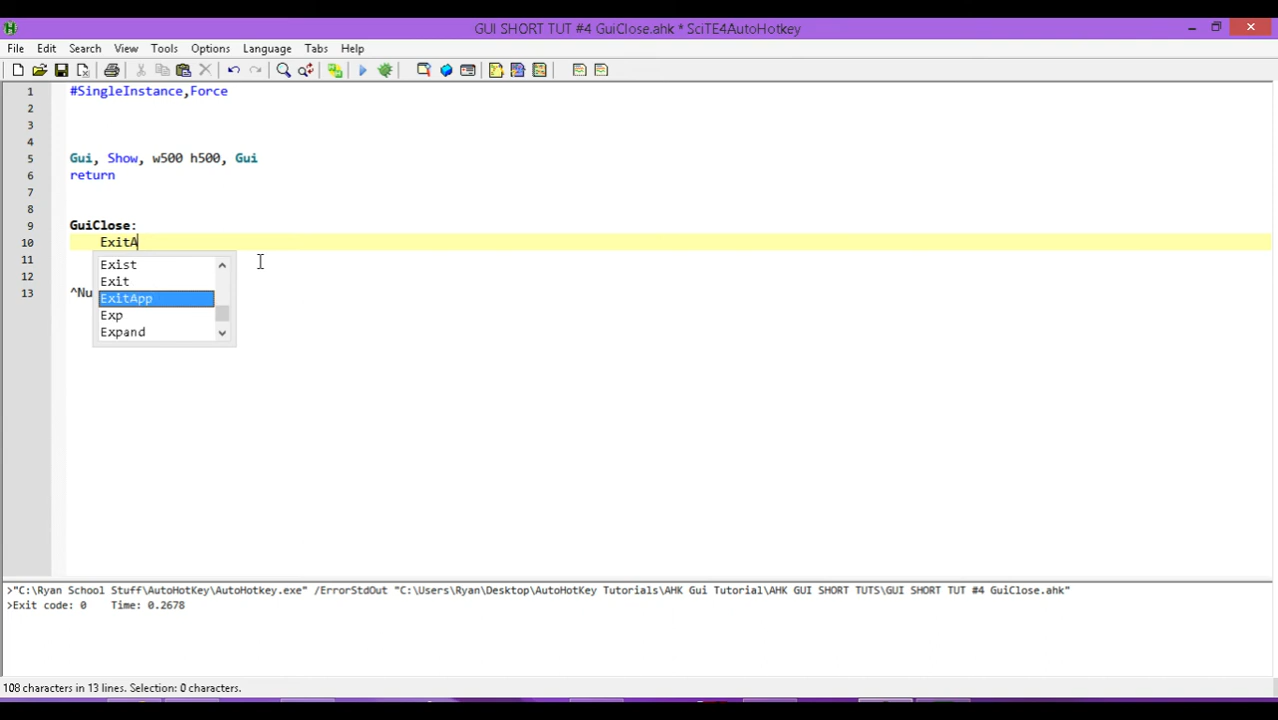 GUI SHORT TUT #4 GuiClose.ahk * SciTE4AutoHotkey
File Edit Search View Tools Options Language Tabs Help
1 #SingleInstance,Force
2
3
4
5 Gui, Show, w500 h500, Gui
6 return
7
8
9 GuiClose:
10 ExitA
11 Exist
Exit
12 ExitApp
13 ^Nu
Exp
Expand
>"C:\Ryan School Stuff\AutoHotKey\AutoHotkey.exe" /ErrorStdOut "C:\Users\Ryan\Desktop\AutoHotKey Tutorials\AHK Gui Tutorial\AHK GUI SHORT TUTS\GUI SHORT TUT #4 GuiClose.ahk"
>Exit code: 0 Time: 0.2678
108 characters in 13 lines. Selection: 0 characters.